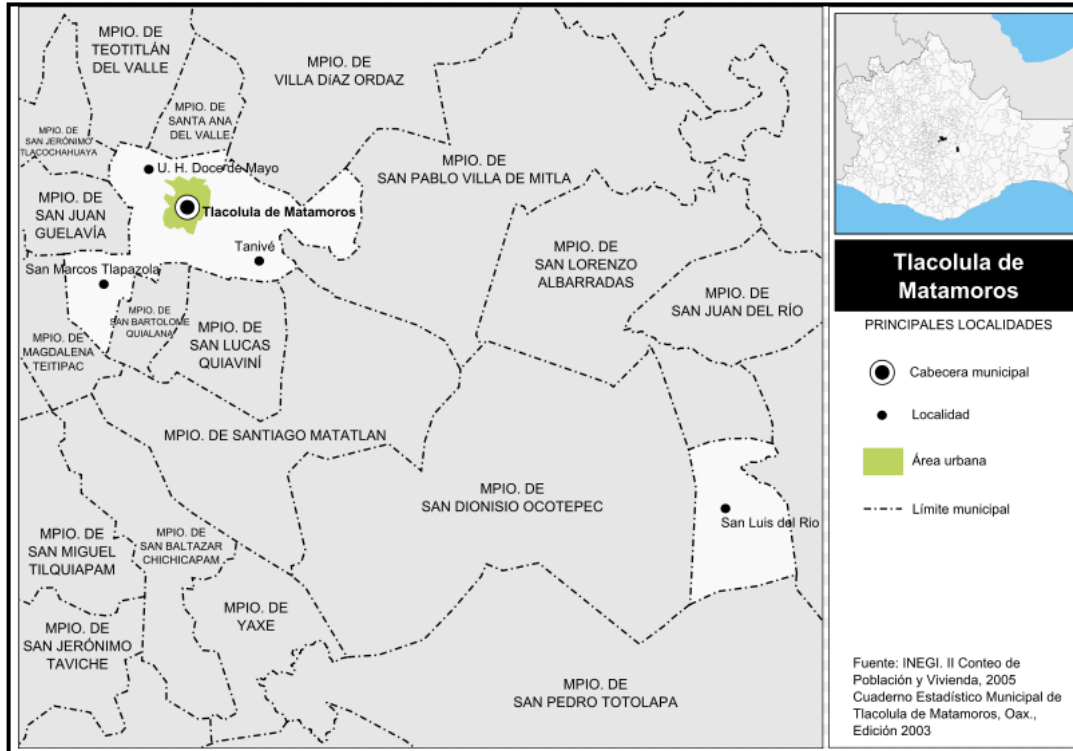 MPIO. DE
TEOTITLÁN
DEL VALLE
MPIO. DE
VILLA DíAZ ORDAZ
MPIO. DE
SANTA ANA
DEL VALLE
MPIO. DE
SAN JERÓNIMO
TLACOCHAHUAYA
U. H. Doce de Mayo
MPIO. DE
SAN PABLO VILLA DE MITLA
MPIO. DE
SAN JUAN
GUELAVÍA
Tlacolula de Matamoros
Tanivé
San Marcos Tlapazola
MPIO. DE
SAN LORENZO
ALBARRADAS
MPIO. DE
SAN JUAN DEL RÍO
MPIO. DE
SAN BARTOLOME
QUIALANA
MPIO. DE
SAN LUCAS
QUIAVINÍ
MPIO. DE
MAGDALENA
TEITIPAC
MPIO. DE SANTIAGO MATATLAN
MPIO. DE
SAN DIONISIO OCOTEPEC
San Luis del Rio
MPIO. DE
SAN MIGUEL
TILQUIAPAM
MPIO. DE
SAN BALTAZAR
CHICHICAPAM
MPIO. DE
YAXE
MPIO. DE
SAN JERÓNIMO
TAVICHE
MPIO. DE
SAN PEDRO TOTOLAPA
Tlacolula de
Matamoros
PRINCIPALES LOCALIDADES
Cabecera municipal
Localidad
Área urbana
Límite municipal
Fuente: INEGI. II Conteo de
Población y Vivienda, 2005
Cuaderno Estadístico Municipal de
Tlacolula de Matamoros, Oax.,
Edición 2003